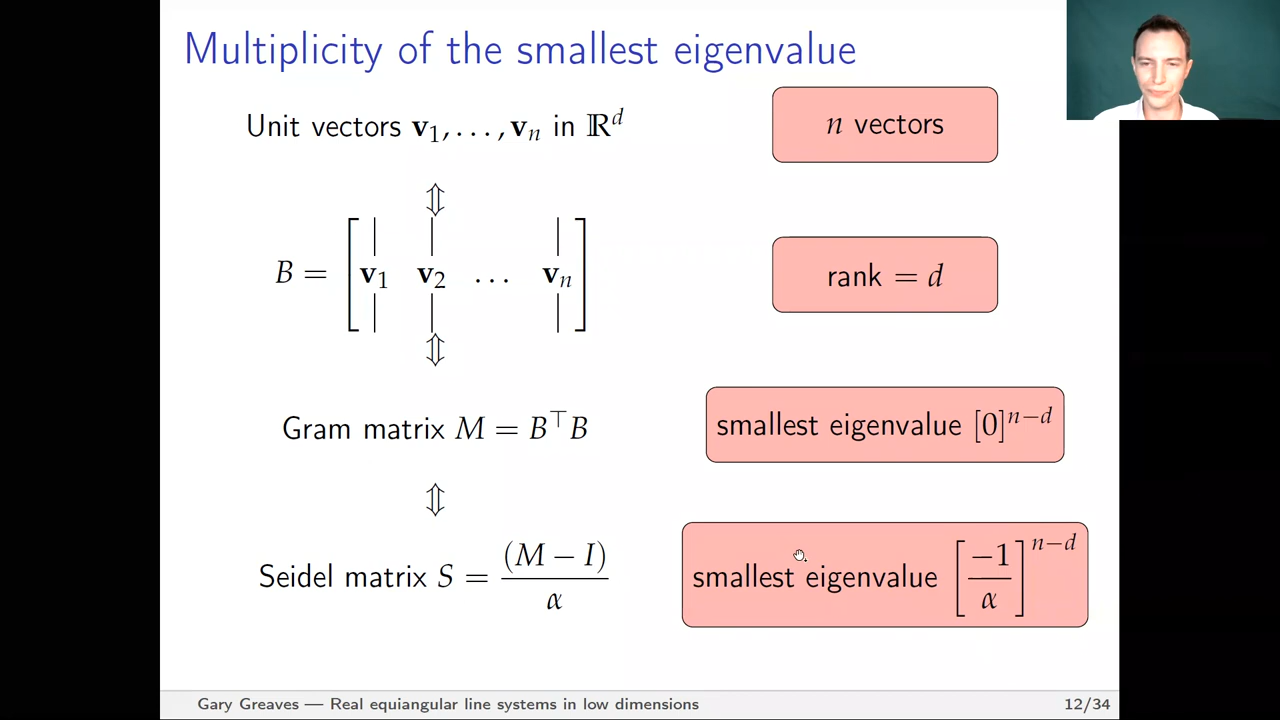 Multiplicity of the smallest eigenvalue
Unit vectors v₁, . . . , vₙ in ℝᵈ
n vectors
⇕
B = [ | | | ; v₁ v₂ . . . vₙ ; | | | ]
rank = d
⇕
Gram matrix M = B⊤B
smallest eigenvalue [0]ⁿ⁻ᵈ
⇕
Seidel matrix S = (M − I) / α
smallest eigenvalue [−1 / α]ⁿ⁻ᵈ
Gary Greaves — Real equiangular line systems in low dimensions
12/34